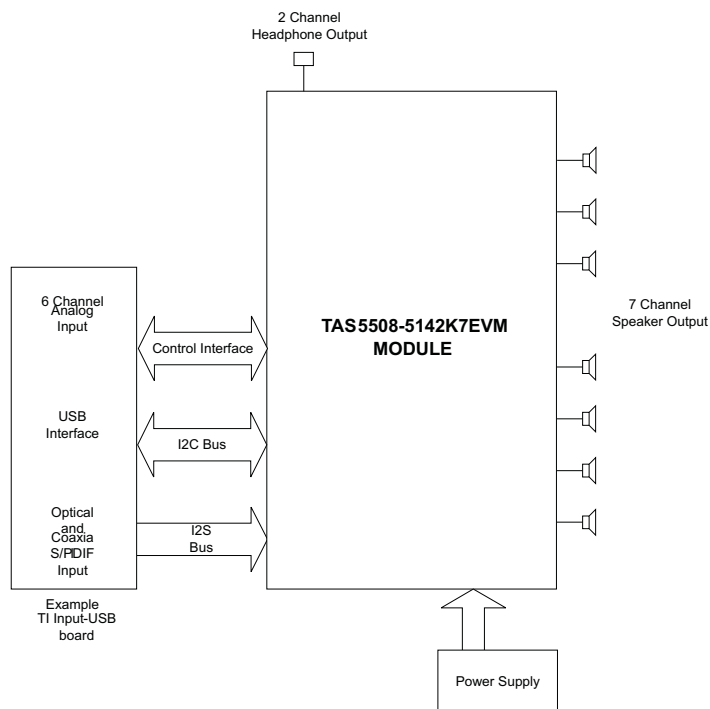 2 Channel
Headphone Output
6 Channel
Analog
Input
Control Interface
TAS5508-5142K7EVM
MODULE
7 Channel
Speaker Output
USB
Interface
I2C Bus
Optical
and
Coaxia
S/PDIF
Input
I2S
Bus
Example
TI Input-USB
board
Power Supply